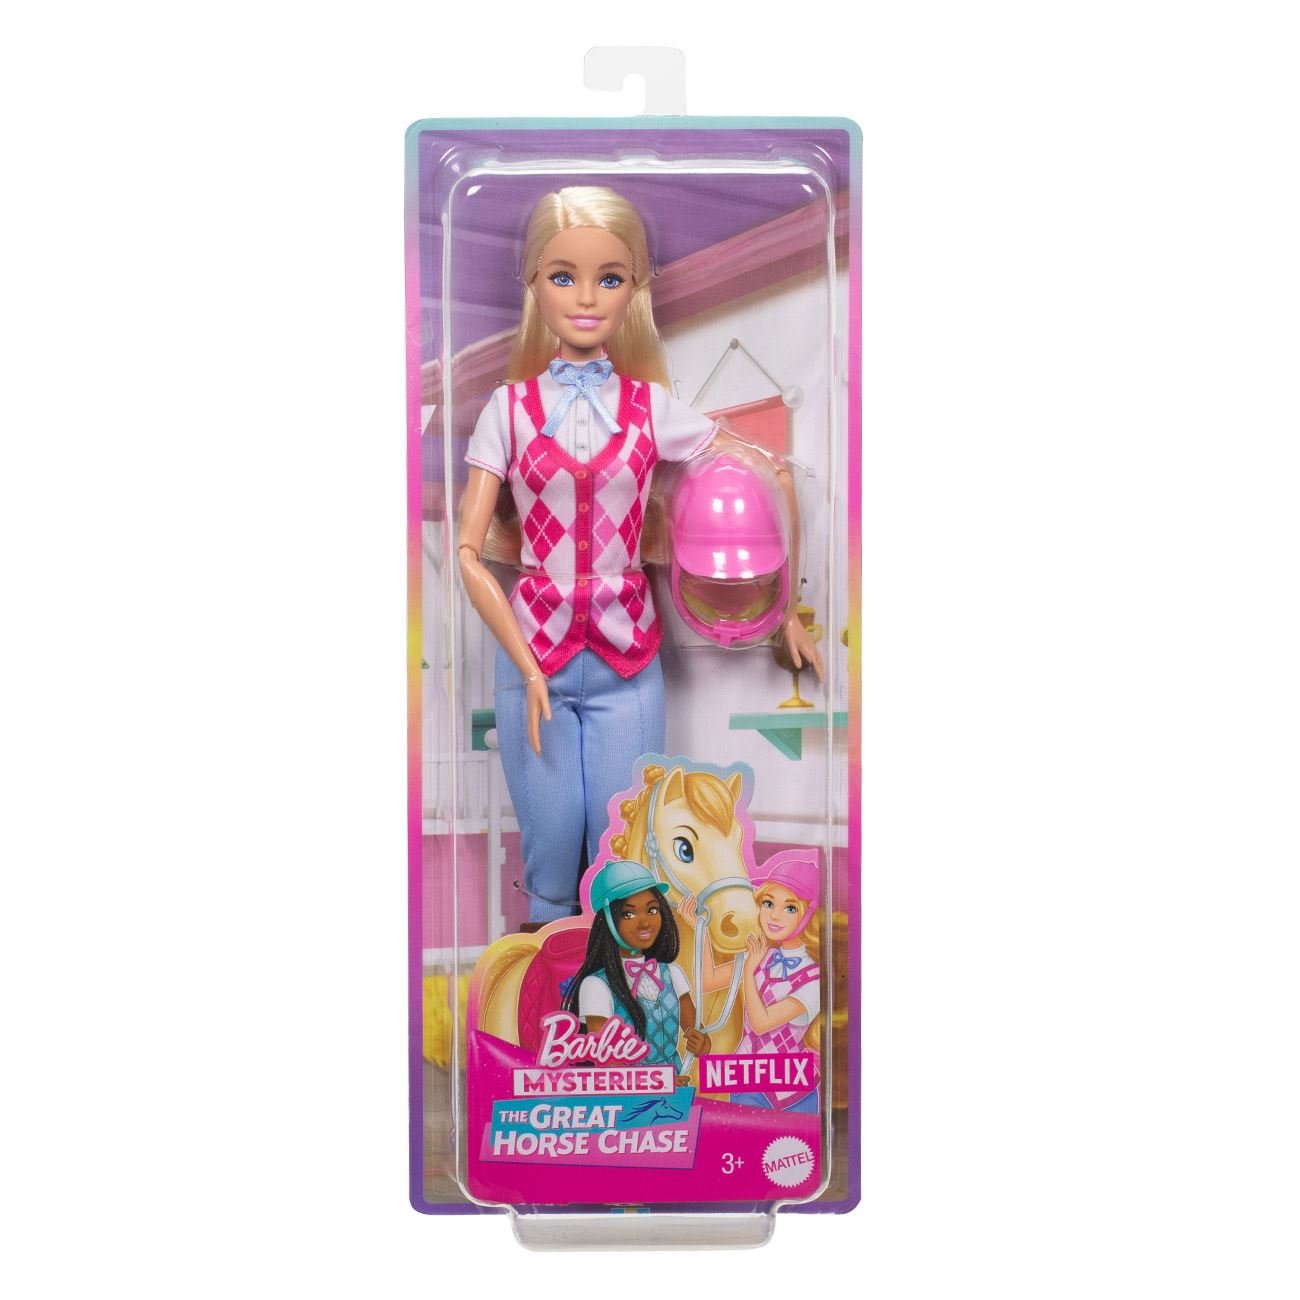 Barbie
MYSTERIES
THE GREAT
HORSE CHASE
NETFLIX
3+
MATTEL